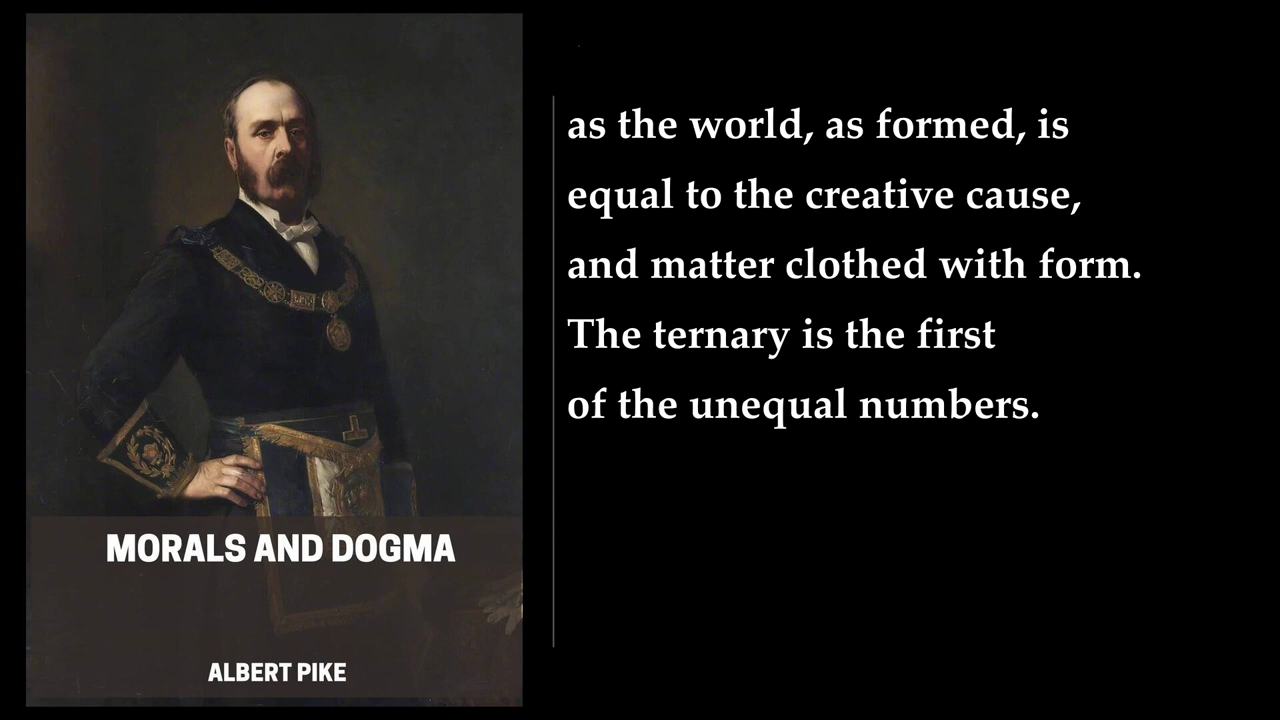 MORALS AND DOGMA
ALBERT PIKE
as the world, as formed, is
equal to the creative cause,
and matter clothed with form.
The ternary is the first
of the unequal numbers.